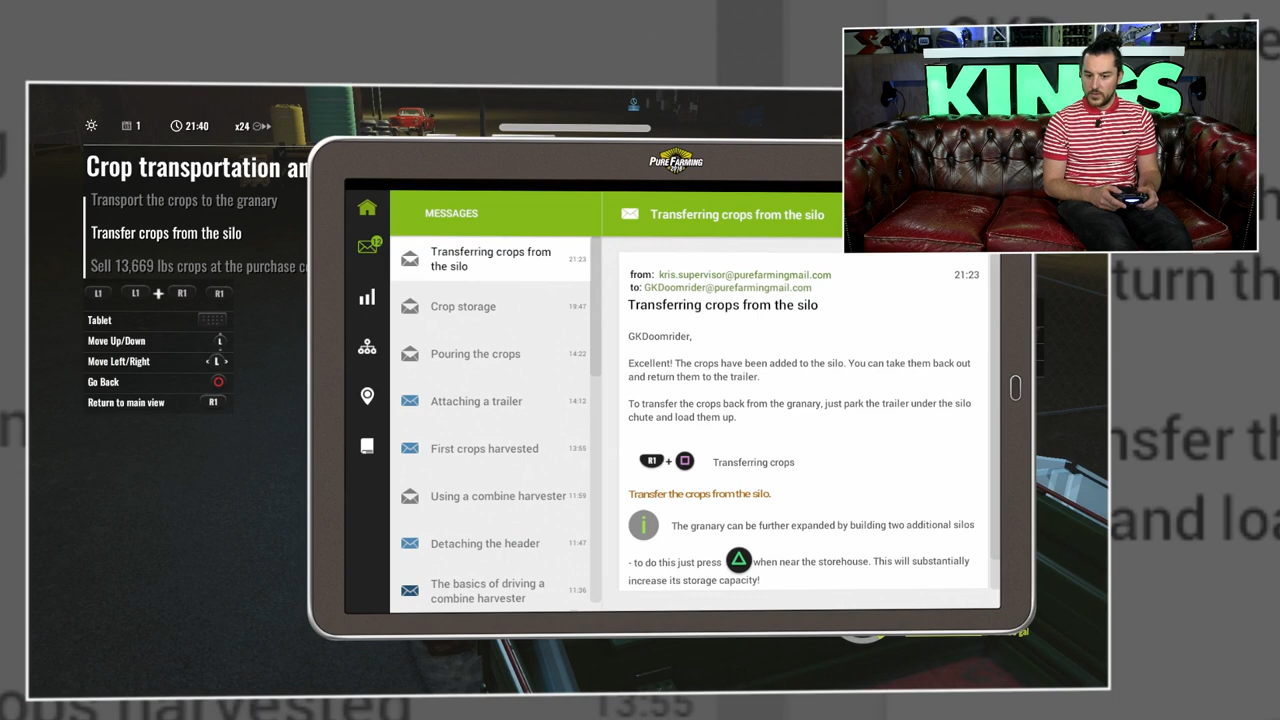 KINGS
1
21:40
x24
Crop transportation an
Transport the crops to the granary
Transfer crops from the silo
Sell 13,669 lbs crops at the purchase c
L1
L1
R1
R1
Tablet
Move Up/Down
L
Move Left/Right
L
Go Back
Return to main view
R1
PURE FARMING
2018
12
MESSAGES
Transferring crops from the silo
21:23
Crop storage
19:47
Pouring the crops
14:22
Attaching a trailer
14:12
First crops harvested
13:55
Using a combine harvester
11:59
Detaching the header
11:47
The basics of driving a combine harvester
11:36
Transferring crops from the silo
from: kris.supervisor@purefarmingmail.com
21:23
to: GKDoomrider@purefarmingmail.com
Transferring crops from the silo
GKDoomrider,
Excellent! The crops have been added to the silo. You can take them back out
and return them to the trailer.
To transfer the crops back from the granary, just park the trailer under the silo
chute and load them up.
R1 +
Transferring crops
Transfer the crops from the silo.
i
The granary can be further expanded by building two additional silos
- to do this just press when near the storehouse. This will substantially
increase its storage capacity!
gal
turn th
nsfer t
and loa
ops harvested
13:55